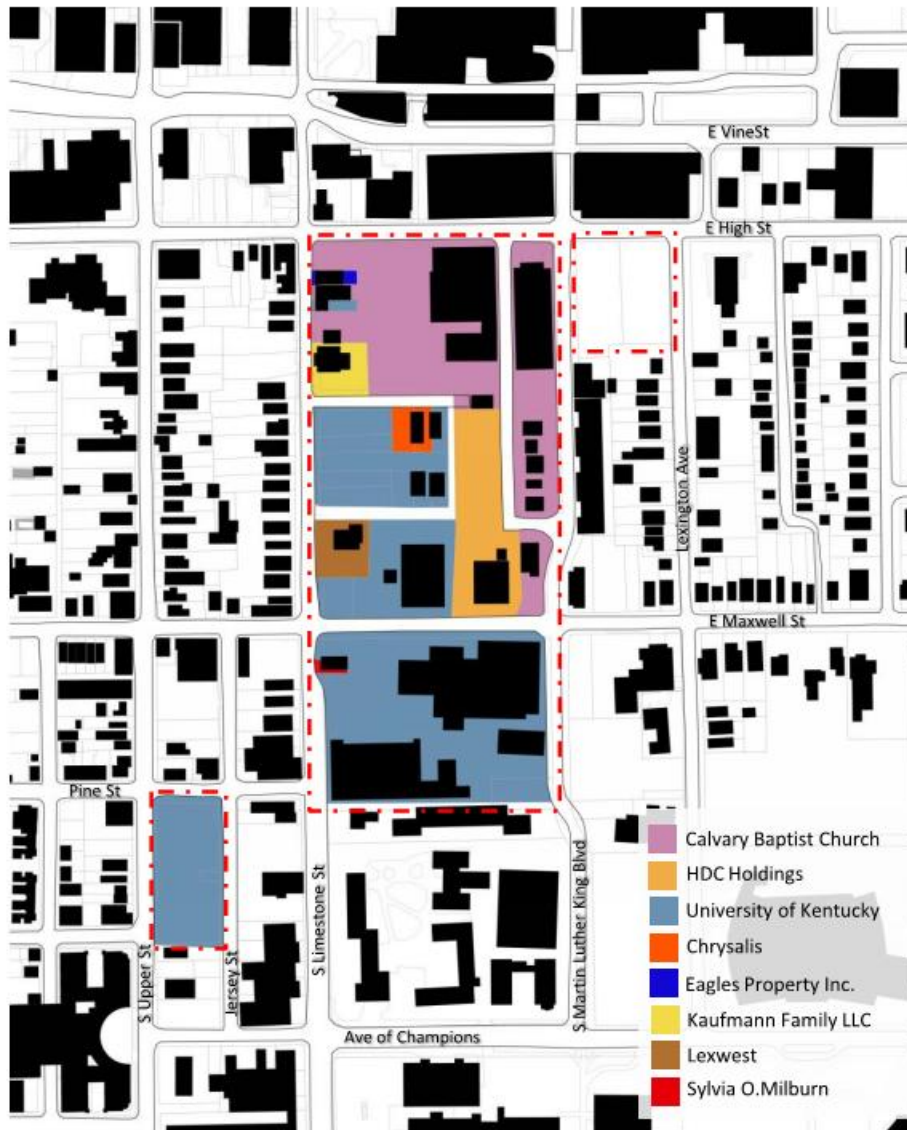 E VineSt
E High St
Lexington Ave
E Maxwell St
Pine St
S Upper St
Jersey St
S Limestone St
S Martin Luther King Blvd
Ave of Champions
Calvary Baptist Church
HDC Holdings
University of Kentucky
Chrysalis
Eagles Property Inc.
Kaufmann Family LLC
Lexwest
Sylvia O.Milburn